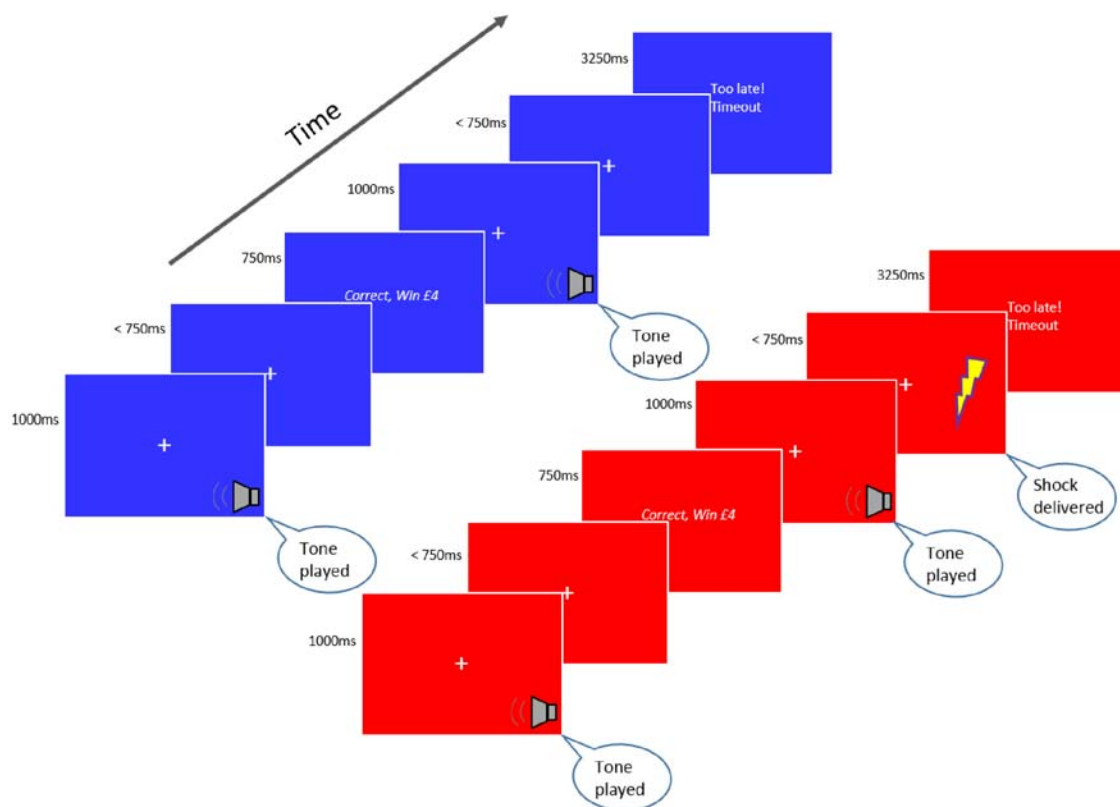 Time
3250ms
Too late!
Timeout
< 750ms
1000ms
750ms
Correct, Win £4
Tone
played
< 750ms
1000ms
Tone
played
3250ms
Too late!
Timeout
< 750ms
Shock
delivered
1000ms
Tone
played
750ms
Correct, Win £4
< 750ms
1000ms
Tone
played